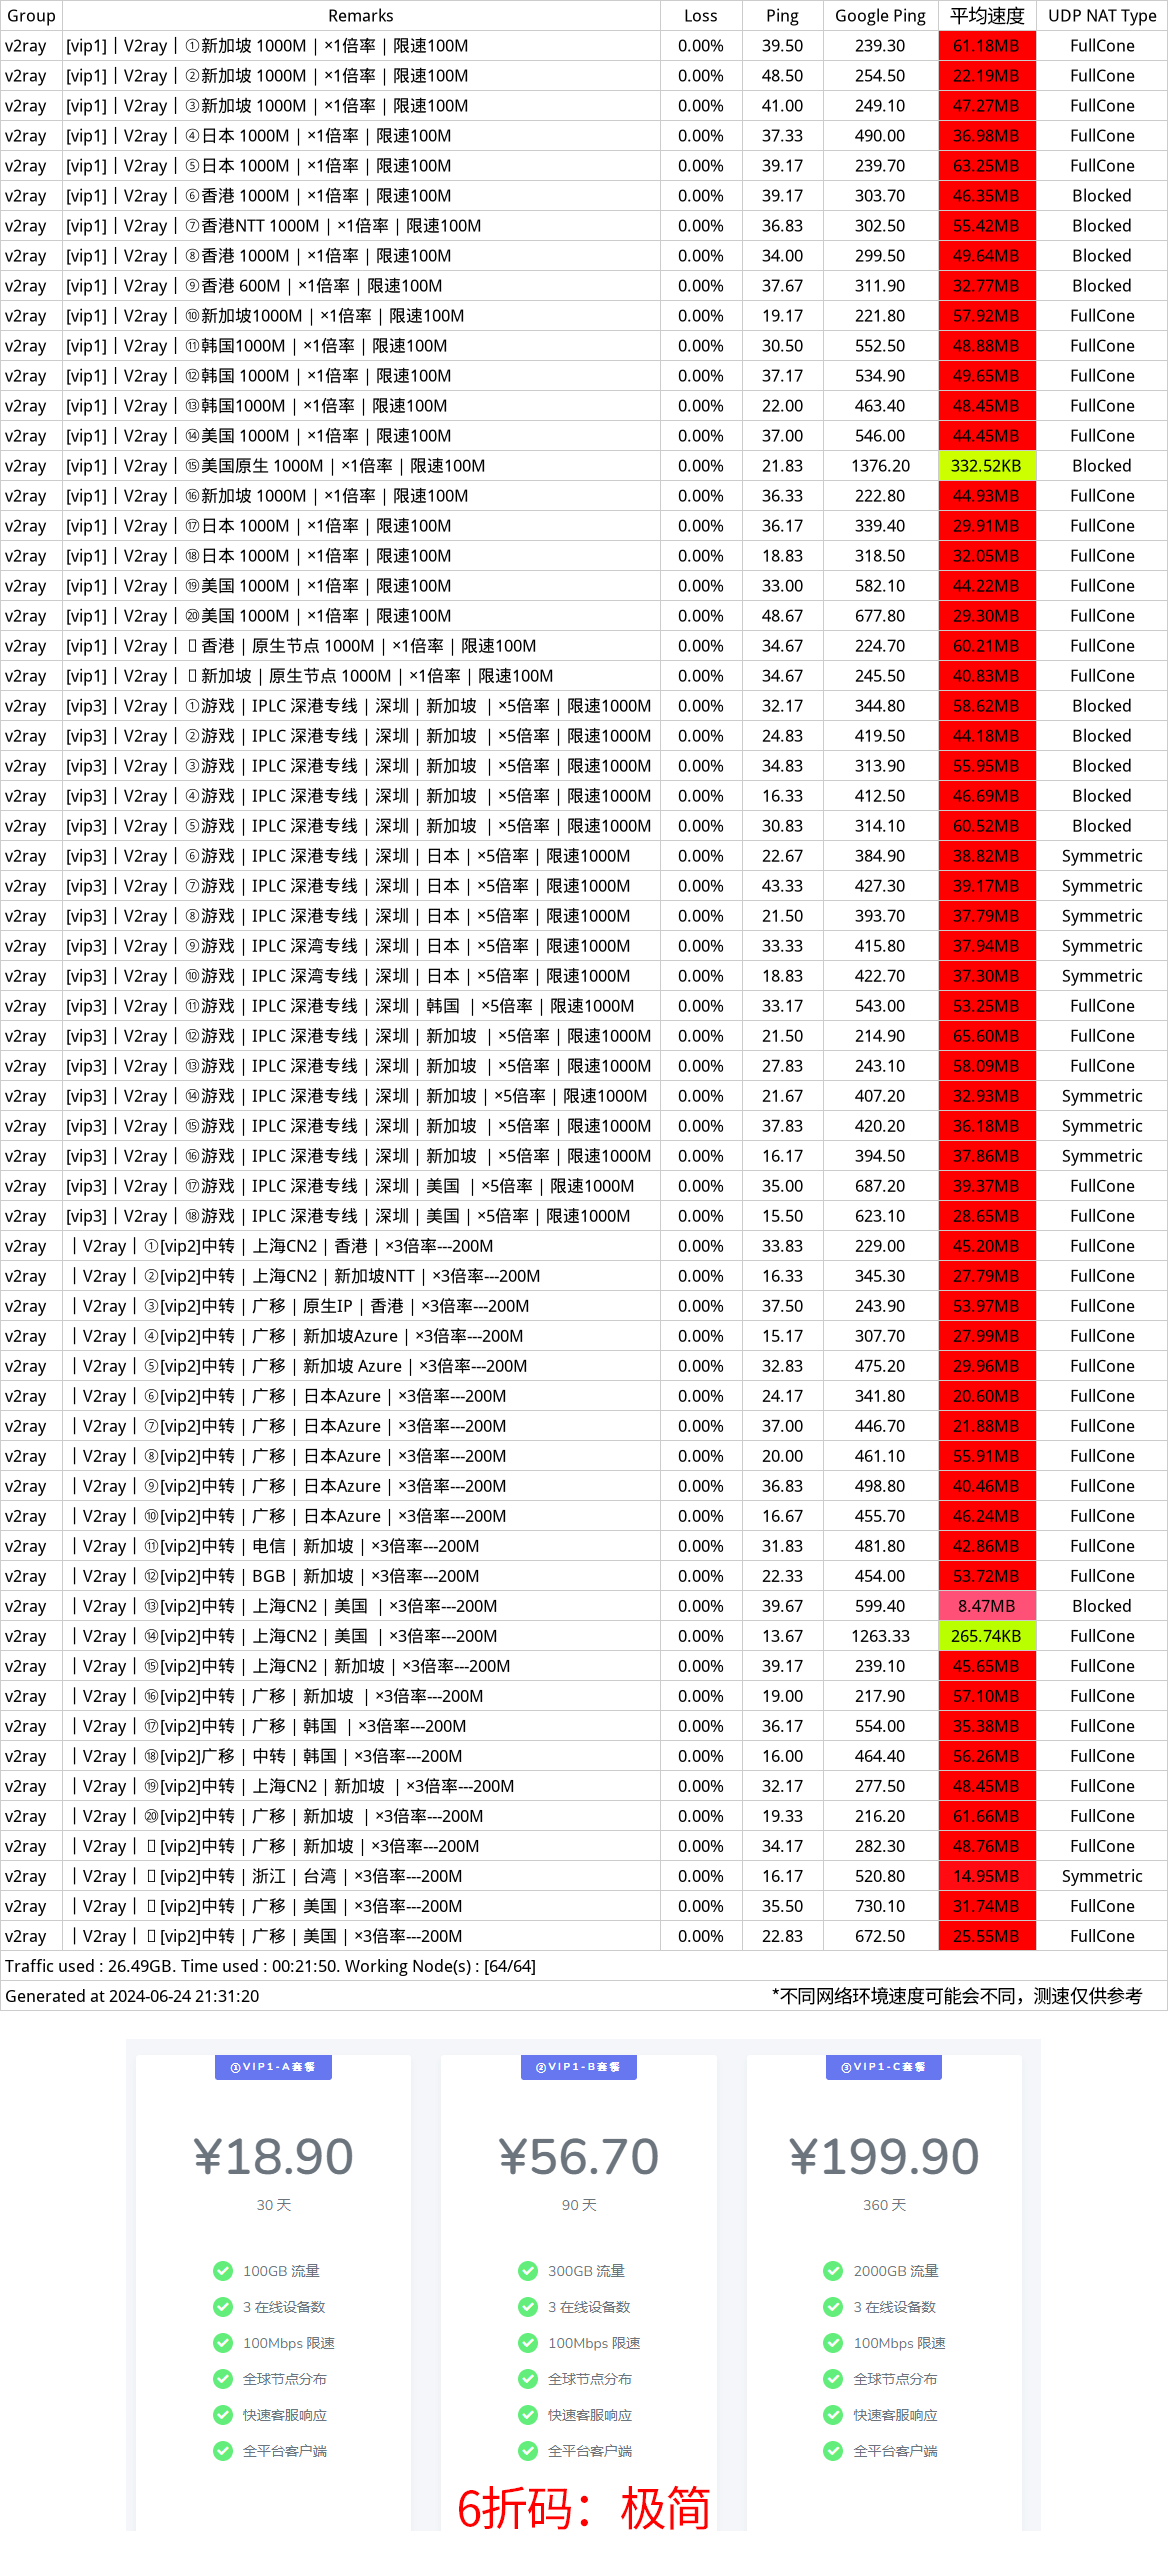 Group Remarks Loss Ping Google Ping 平均速度 UDP NAT Type
v2ray [vip1]｜V2ray｜①新加坡 1000M | ×1倍率 | 限速100M 0.00% 39.50 239.30 61.18MB FullCone
v2ray [vip1]｜V2ray｜②新加坡 1000M | ×1倍率 | 限速100M 0.00% 48.50 254.50 22.19MB FullCone
v2ray [vip1]｜V2ray｜③新加坡 1000M | ×1倍率 | 限速100M 0.00% 41.00 249.10 47.27MB FullCone
v2ray [vip1]｜V2ray｜④日本 1000M | ×1倍率 | 限速100M 0.00% 37.33 490.00 36.98MB FullCone
v2ray [vip1]｜V2ray｜⑤日本 1000M | ×1倍率 | 限速100M 0.00% 39.17 239.70 63.25MB FullCone
v2ray [vip1]｜V2ray｜⑥香港 1000M | ×1倍率 | 限速100M 0.00% 39.17 303.70 46.35MB Blocked
v2ray [vip1]｜V2ray｜⑦香港NTT 1000M | ×1倍率 | 限速100M 0.00% 36.83 302.50 55.42MB Blocked
v2ray [vip1]｜V2ray｜⑧香港 1000M | ×1倍率 | 限速100M 0.00% 34.00 299.50 49.64MB Blocked
v2ray [vip1]｜V2ray｜⑨香港 600M | ×1倍率 | 限速100M 0.00% 37.67 311.90 32.77MB Blocked
v2ray [vip1]｜V2ray｜⑩新加坡1000M | ×1倍率 | 限速100M 0.00% 19.17 221.80 57.92MB FullCone
v2ray [vip1]｜V2ray｜⑪韩国1000M | ×1倍率 | 限速100M 0.00% 30.50 552.50 48.88MB FullCone
v2ray [vip1]｜V2ray｜⑫韩国 1000M | ×1倍率 | 限速100M 0.00% 37.17 534.90 49.65MB FullCone
v2ray [vip1]｜V2ray｜⑬韩国1000M | ×1倍率 | 限速100M 0.00% 22.00 463.40 48.45MB FullCone
v2ray [vip1]｜V2ray｜⑭美国 1000M | ×1倍率 | 限速100M 0.00% 37.00 546.00 44.45MB FullCone
v2ray [vip1]｜V2ray｜⑮美国原生 1000M | ×1倍率 | 限速100M 0.00% 21.83 1376.20 332.52KB Blocked
v2ray [vip1]｜V2ray｜⑯新加坡 1000M | ×1倍率 | 限速100M 0.00% 36.33 222.80 44.93MB FullCone
v2ray [vip1]｜V2ray｜⑰日本 1000M | ×1倍率 | 限速100M 0.00% 36.17 339.40 29.91MB FullCone
v2ray [vip1]｜V2ray｜⑱日本 1000M | ×1倍率 | 限速100M 0.00% 18.83 318.50 32.05MB FullCone
v2ray [vip1]｜V2ray｜⑲美国 1000M | ×1倍率 | 限速100M 0.00% 33.00 582.10 44.22MB FullCone
v2ray [vip1]｜V2ray｜⑳美国 1000M | ×1倍率 | 限速100M 0.00% 48.67 677.80 29.30MB FullCone
v2ray [vip1]｜V2ray｜香港 | 原生节点 1000M | ×1倍率 | 限速100M 0.00% 34.67 224.70 60.21MB FullCone
v2ray [vip1]｜V2ray｜新加坡 | 原生节点 1000M | ×1倍率 | 限速100M 0.00% 34.67 245.50 40.83MB FullCone
v2ray [vip3]｜V2ray｜①游戏 | IPLC 深港专线 | 深圳 | 新加坡 | ×5倍率 | 限速1000M 0.00% 32.17 344.80 58.62MB Blocked
v2ray [vip3]｜V2ray｜②游戏 | IPLC 深港专线 | 深圳 | 新加坡 | ×5倍率 | 限速1000M 0.00% 24.83 419.50 44.18MB Blocked
v2ray [vip3]｜V2ray｜③游戏 | IPLC 深港专线 | 深圳 | 新加坡 | ×5倍率 | 限速1000M 0.00% 34.83 313.90 55.95MB Blocked
v2ray [vip3]｜V2ray｜④游戏 | IPLC 深港专线 | 深圳 | 新加坡 | ×5倍率 | 限速1000M 0.00% 16.33 412.50 46.69MB Blocked
v2ray [vip3]｜V2ray｜⑤游戏 | IPLC 深港专线 | 深圳 | 新加坡 | ×5倍率 | 限速1000M 0.00% 30.83 314.10 60.52MB Blocked
v2ray [vip3]｜V2ray｜⑥游戏 | IPLC 深港专线 | 深圳 | 日本 | ×5倍率 | 限速1000M 0.00% 22.67 384.90 38.82MB Symmetric
v2ray [vip3]｜V2ray｜⑦游戏 | IPLC 深港专线 | 深圳 | 日本 | ×5倍率 | 限速1000M 0.00% 43.33 427.30 39.17MB Symmetric
v2ray [vip3]｜V2ray｜⑧游戏 | IPLC 深港专线 | 深圳 | 日本 | ×5倍率 | 限速1000M 0.00% 21.50 393.70 37.79MB Symmetric
v2ray [vip3]｜V2ray｜⑨游戏 | IPLC 深湾专线 | 深圳 | 日本 | ×5倍率 | 限速1000M 0.00% 33.33 415.80 37.94MB Symmetric
v2ray [vip3]｜V2ray｜⑩游戏 | IPLC 深湾专线 | 深圳 | 日本 | ×5倍率 | 限速1000M 0.00% 18.83 422.70 37.30MB Symmetric
v2ray [vip3]｜V2ray｜⑪游戏 | IPLC 深港专线 | 深圳 | 韩国 | ×5倍率 | 限速1000M 0.00% 33.17 543.00 53.25MB FullCone
v2ray [vip3]｜V2ray｜⑫游戏 | IPLC 深港专线 | 深圳 | 新加坡 | ×5倍率 | 限速1000M 0.00% 21.50 214.90 65.60MB FullCone
v2ray [vip3]｜V2ray｜⑬游戏 | IPLC 深港专线 | 深圳 | 新加坡 | ×5倍率 | 限速1000M 0.00% 27.83 243.10 58.09MB FullCone
v2ray [vip3]｜V2ray｜⑭游戏 | IPLC 深港专线 | 深圳 | 新加坡 | ×5倍率 | 限速1000M 0.00% 21.67 407.20 32.93MB Symmetric
v2ray [vip3]｜V2ray｜⑮游戏 | IPLC 深港专线 | 深圳 | 新加坡 | ×5倍率 | 限速1000M 0.00% 37.83 420.20 36.18MB Symmetric
v2ray [vip3]｜V2ray｜⑯游戏 | IPLC 深港专线 | 深圳 | 新加坡 | ×5倍率 | 限速1000M 0.00% 16.17 394.50 37.86MB Symmetric
v2ray [vip3]｜V2ray｜⑰游戏 | IPLC 深港专线 | 深圳 | 美国 | ×5倍率 | 限速1000M 0.00% 35.00 687.20 39.37MB FullCone
v2ray [vip3]｜V2ray｜⑱游戏 | IPLC 深港专线 | 深圳 | 美国 | ×5倍率 | 限速1000M 0.00% 15.50 623.10 28.65MB FullCone
v2ray ｜V2ray｜①[vip2]中转 | 上海CN2 | 香港 | ×3倍率---200M 0.00% 33.83 229.00 45.20MB FullCone
v2ray ｜V2ray｜②[vip2]中转 | 上海CN2 | 新加坡NTT | ×3倍率---200M 0.00% 16.33 345.30 27.79MB FullCone
v2ray ｜V2ray｜③[vip2]中转 | 广移 | 原生IP | 香港 | ×3倍率---200M 0.00% 37.50 243.90 53.97MB FullCone
v2ray ｜V2ray｜④[vip2]中转 | 广移 | 新加坡Azure | ×3倍率---200M 0.00% 15.17 307.70 27.99MB FullCone
v2ray ｜V2ray｜⑤[vip2]中转 | 广移 | 新加坡 Azure | ×3倍率---200M 0.00% 32.83 475.20 29.96MB FullCone
v2ray ｜V2ray｜⑥[vip2]中转 | 广移 | 日本Azure | ×3倍率---200M 0.00% 24.17 341.80 20.60MB FullCone
v2ray ｜V2ray｜⑦[vip2]中转 | 广移 | 日本Azure | ×3倍率---200M 0.00% 37.00 446.70 21.88MB FullCone
v2ray ｜V2ray｜⑧[vip2]中转 | 广移 | 日本Azure | ×3倍率---200M 0.00% 20.00 461.10 55.91MB FullCone
v2ray ｜V2ray｜⑨[vip2]中转 | 广移 | 日本Azure | ×3倍率---200M 0.00% 36.83 498.80 40.46MB FullCone
v2ray ｜V2ray｜⑩[vip2]中转 | 广移 | 日本Azure | ×3倍率---200M 0.00% 16.67 455.70 46.24MB FullCone
v2ray ｜V2ray｜⑪[vip2]中转 | 电信 | 新加坡 | ×3倍率---200M 0.00% 31.83 481.80 42.86MB FullCone
v2ray ｜V2ray｜⑫[vip2]中转 | BGB | 新加坡 | ×3倍率---200M 0.00% 22.33 454.00 53.72MB FullCone
v2ray ｜V2ray｜⑬[vip2]中转 | 上海CN2 | 美国 | ×3倍率---200M 0.00% 39.67 599.40 8.47MB Blocked
v2ray ｜V2ray｜⑭[vip2]中转 | 上海CN2 | 美国 | ×3倍率---200M 0.00% 13.67 1263.33 265.74KB FullCone
v2ray ｜V2ray｜⑮[vip2]中转 | 上海CN2 | 新加坡 | ×3倍率---200M 0.00% 39.17 239.10 45.65MB FullCone
v2ray ｜V2ray｜⑯[vip2]中转 | 广移 | 新加坡 | ×3倍率---200M 0.00% 19.00 217.90 57.10MB FullCone
v2ray ｜V2ray｜⑰[vip2]中转 | 广移 | 韩国 | ×3倍率---200M 0.00% 36.17 554.00 35.38MB FullCone
v2ray ｜V2ray｜⑱[vip2]广移 | 中转 | 韩国 | ×3倍率---200M 0.00% 16.00 464.40 56.26MB FullCone
v2ray ｜V2ray｜⑲[vip2]中转 | 上海CN2 | 新加坡 | ×3倍率---200M 0.00% 32.17 277.50 48.45MB FullCone
v2ray ｜V2ray｜⑳[vip2]中转 | 广移 | 新加坡 | ×3倍率---200M 0.00% 19.33 216.20 61.66MB FullCone
v2ray ｜V2ray｜[vip2]中转 | 广移 | 新加坡 | ×3倍率---200M 0.00% 34.17 282.30 48.76MB FullCone
v2ray ｜V2ray｜[vip2]中转 | 浙江 | 台湾 | ×3倍率---200M 0.00% 16.17 520.80 14.95MB Symmetric
v2ray ｜V2ray｜[vip2]中转 | 广移 | 美国 | ×3倍率---200M 0.00% 35.50 730.10 31.74MB FullCone
v2ray ｜V2ray｜[vip2]中转 | 广移 | 美国 | ×3倍率---200M 0.00% 22.83 672.50 25.55MB FullCone
Traffic used : 26.49GB. Time used : 00:21:50. Working Node(s) : [64/64]
Generated at 2024-06-24 21:31:20 *不同网络环境速度可能会不同，测速仅供参考
①VIP1-A套餐 ②VIP1-B套餐 ③VIP1-C套餐
¥18.90 ¥56.70 ¥199.90
30 天 90 天 360 天
100GB 流量 300GB 流量 2000GB 流量
3 在线设备数 3 在线设备数 3 在线设备数
100Mbps 限速 100Mbps 限速 100Mbps 限速
全球节点分布 全球节点分布 全球节点分布
快速客服响应 快速客服响应 快速客服响应
全平台客户端 全平台客户端 全平台客户端
6折码：极简